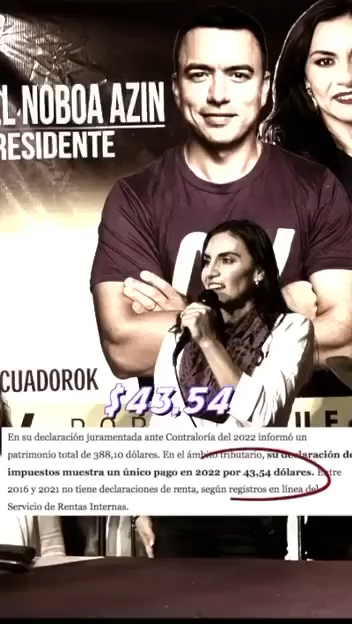 EL NOBOA AZIN
RESIDENTE
CUADOROK
$43,54
En su declaración juramentada ante Contraloría del 2022 informó un
patrimonio total de 388,10 dólares. En el ámbito tributario, su declaración de
impuestos muestra un único pago en 2022 por 43,54 dólares. Entre
2016 y 2021 no tiene declaraciones de renta, según registros en línea del
Servicio de Rentas Internas.